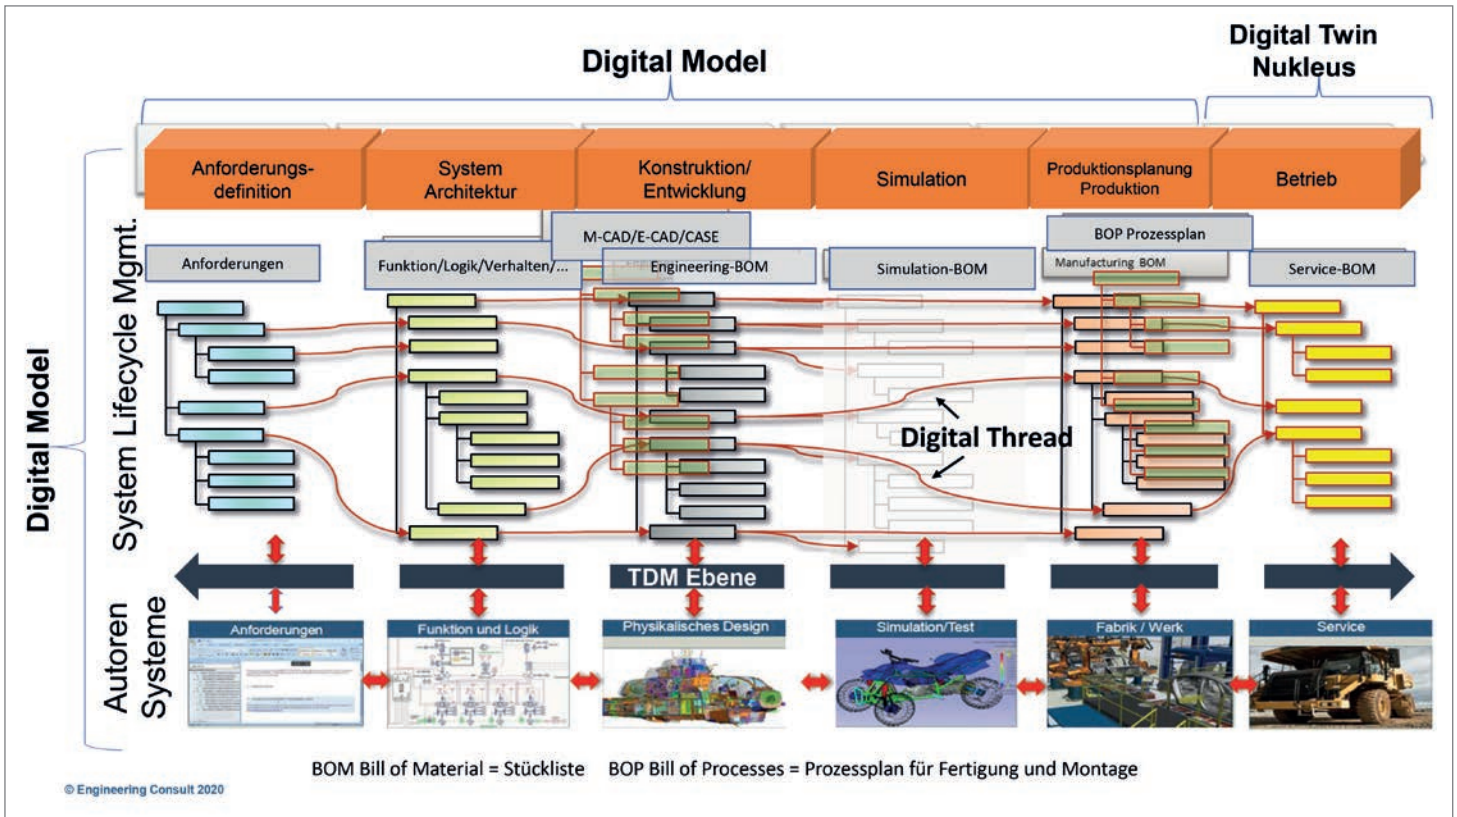 Digital Model
Digital Twin
Nukleus
Anforderungs-
definition
System
Architektur
Konstruktion/
Entwicklung
Simulation
Produktionsplanung
Produktion
Betrieb
Digital Model
System Lifecycle Mgmt.
Autoren
Systeme
M-CAD/E-CAD/CASE
BOP Prozessplan
Anforderungen
Funktion/Logik/Verhalten/...
Engineering-BOM
Simulation-BOM
Manufacturing BOM
Service-BOM
Digital Thread
TDM Ebene
Anforderungen
Funktion und Logik
Physikalisches Design
Simulation/Test
Fabrik / Werk
Service
BOM Bill of Material = Stückliste BOP Bill of Processes = Prozessplan für Fertigung und Montage
© Engineering Consult 2020